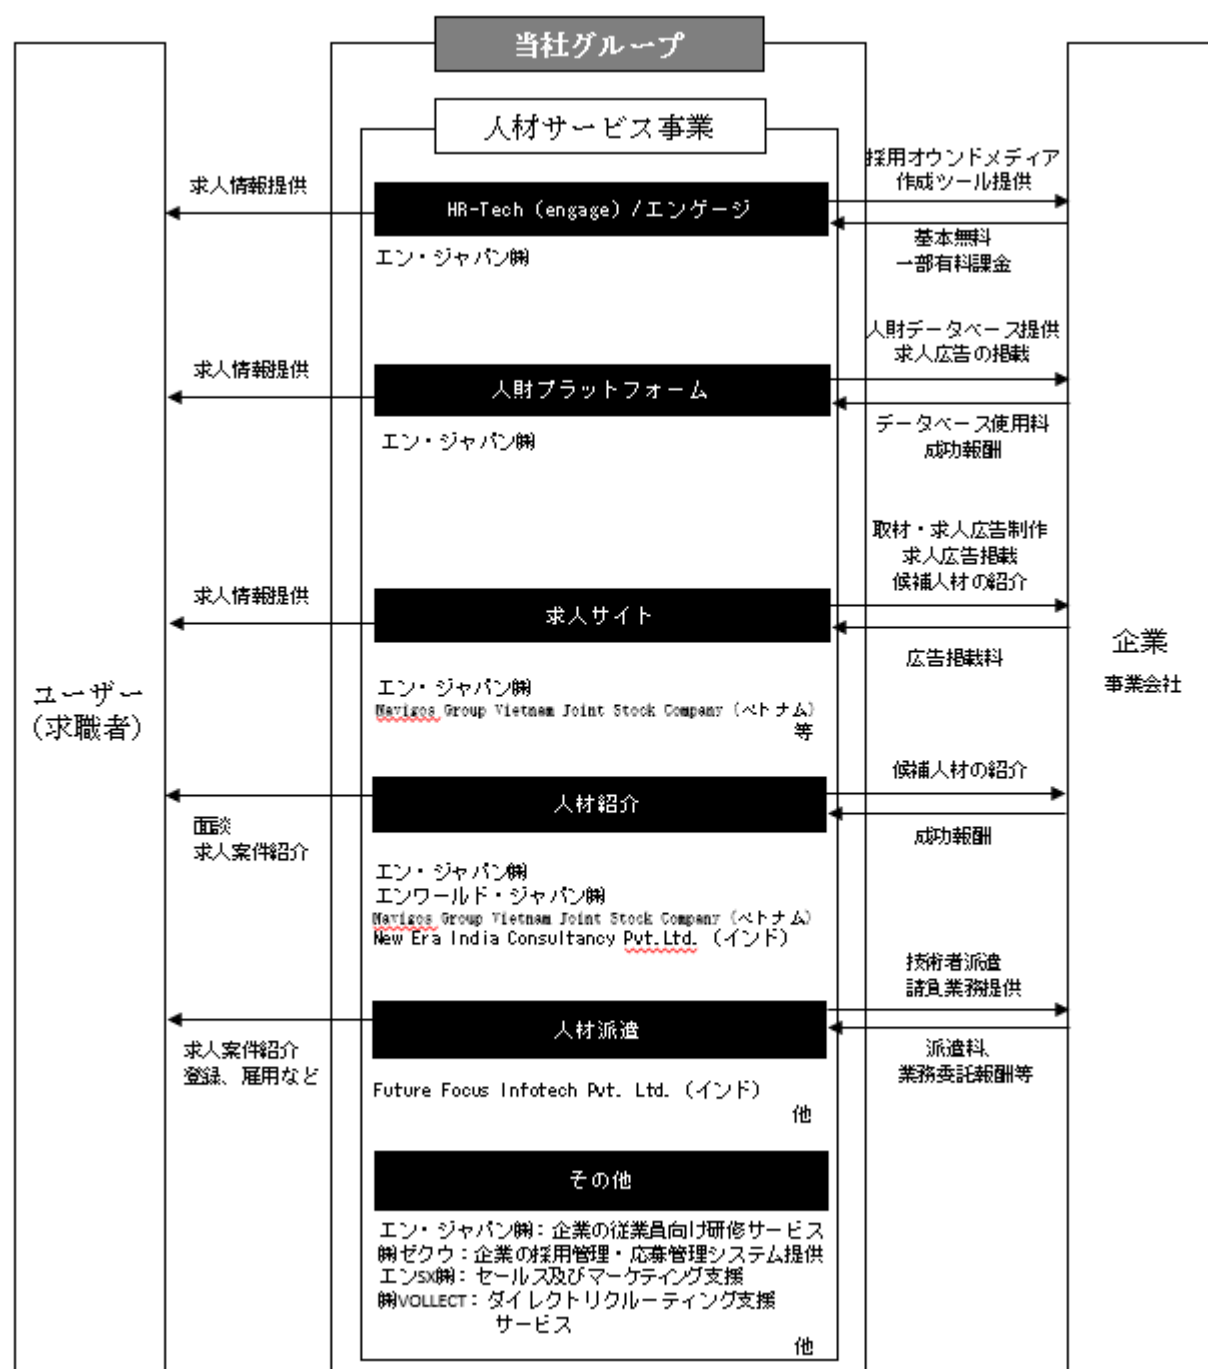 当社グループ
人材サービス事業
求人情報提供
HR-Tech (engage) /エンゲージ
エン・ジャパン㈱
採用オウンドメディア
作成ツール提供
基本無料
一部有料課金
求人情報提供
人財プラットフォーム
エン・ジャパン㈱
人財データベース提供
求人広告の掲載
データベース使用料
成功報酬
求人情報提供
求人サイト
エン・ジャパン㈱
Navigos Group Vietnam Joint Stock Company (ベトナム)
等
取材・求人広告制作
求人広告掲載
候補人材の紹介
広告掲載料
ユーザー
(求職者)
企業
事業会社
面談
求人案件紹介
人材紹介
エン・ジャパン㈱
エンワールド・ジャパン㈱
Navigos Group Vietnam Joint Stock Company (ベトナム)
New Era India Consultancy Pvt.Ltd. (インド)
候補人材の紹介
成功報酬
求人案件紹介
登録、雇用など
人材派遣
Future Focus Infotech Pvt. Ltd. (インド)
他
技術者派遣
請負業務提供
派遣料、
業務委託報酬等
その他
エン・ジャパン㈱：企業の従業員向け研修サービス
㈱ゼクウ：企業の採用管理・応募管理システム提供
エンSX㈱：セールス及びマーケティング支援
㈱VOLLECT：ダイレクトリクルーティング支援
サービス
他